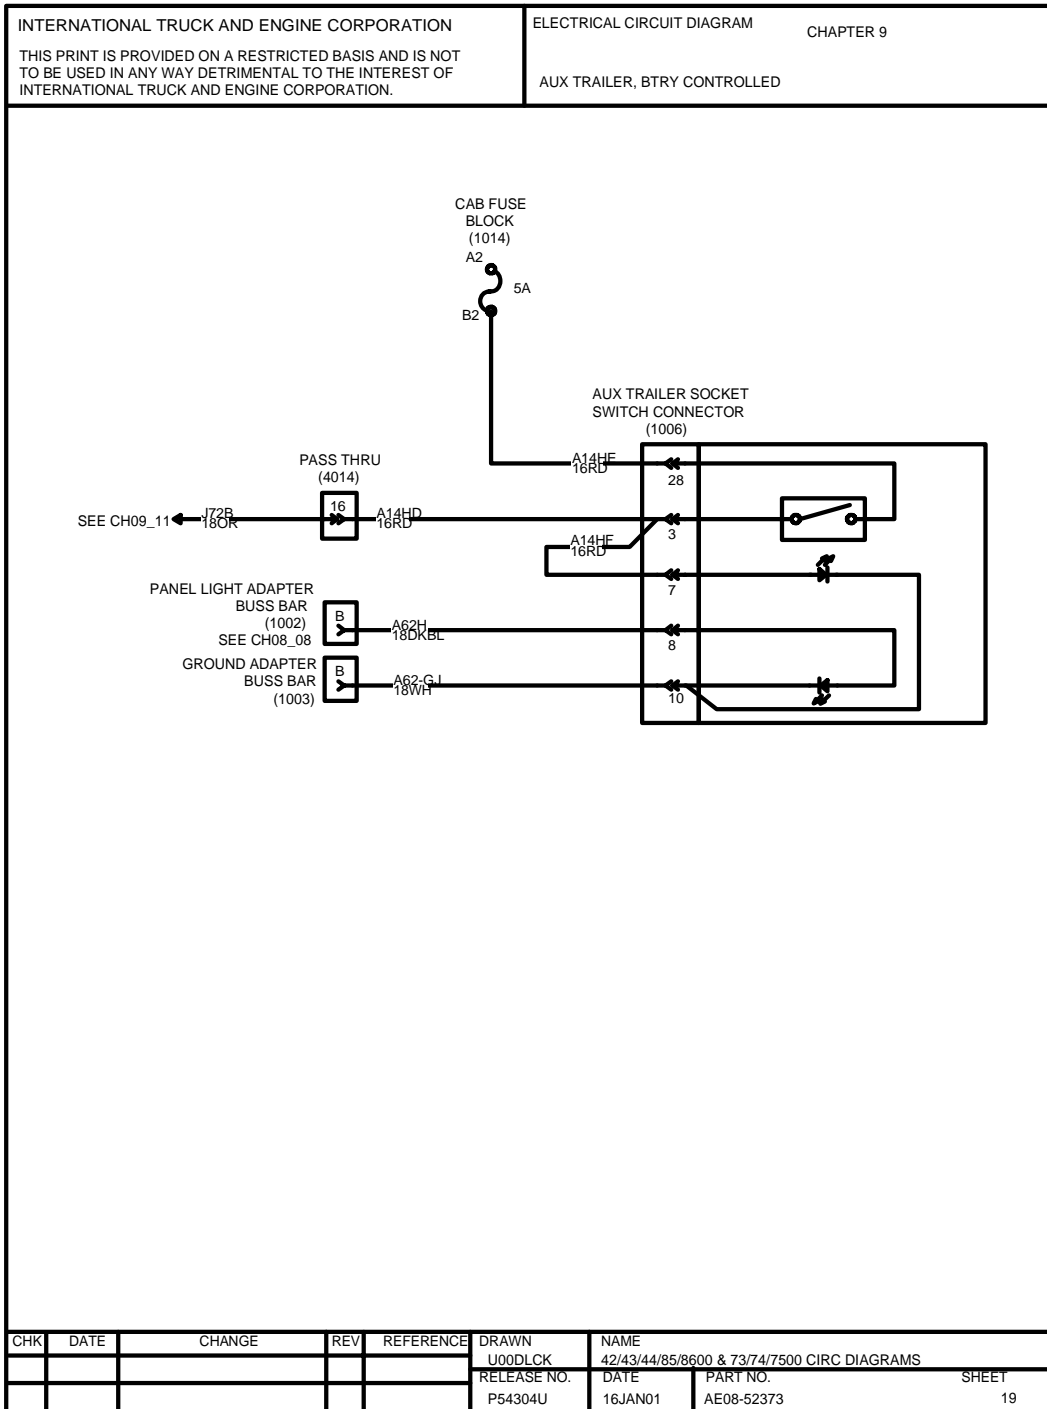 INTERNATIONAL TRUCK AND ENGINE CORPORATION
THIS PRINT IS PROVIDED ON A RESTRICTED BASIS AND IS NOT
TO BE USED IN ANY WAY DETRIMENTAL TO THE INTEREST OF
INTERNATIONAL TRUCK AND ENGINE CORPORATION.
ELECTRICAL CIRCUIT DIAGRAM
CHAPTER 9
AUX TRAILER, BTRY CONTROLLED
CAB FUSE
BLOCK
(1014)
A2
5A
B2
AUX TRAILER SOCKET
SWITCH CONNECTOR
(1006)
A14HE
16RD
28
PASS THRU
(4014)
SEE CH09_11
J72B
18OR
16
A14HD
16RD
3
A14HF
16RD
7
PANEL LIGHT ADAPTER
BUSS BAR
(1002)
SEE CH08_08
B
A62H
18DKBL
8
GROUND ADAPTER
BUSS BAR
(1003)
B
A62-GJ
18WH
10
CHK DATE CHANGE REV REFERENCE
DRAWN
U00DLCK
NAME
42/43/44/85/8600 & 73/74/7500 CIRC DIAGRAMS
RELEASE NO.
P54304U
DATE
16JAN01
PART NO.
AE08-52373
SHEET
19